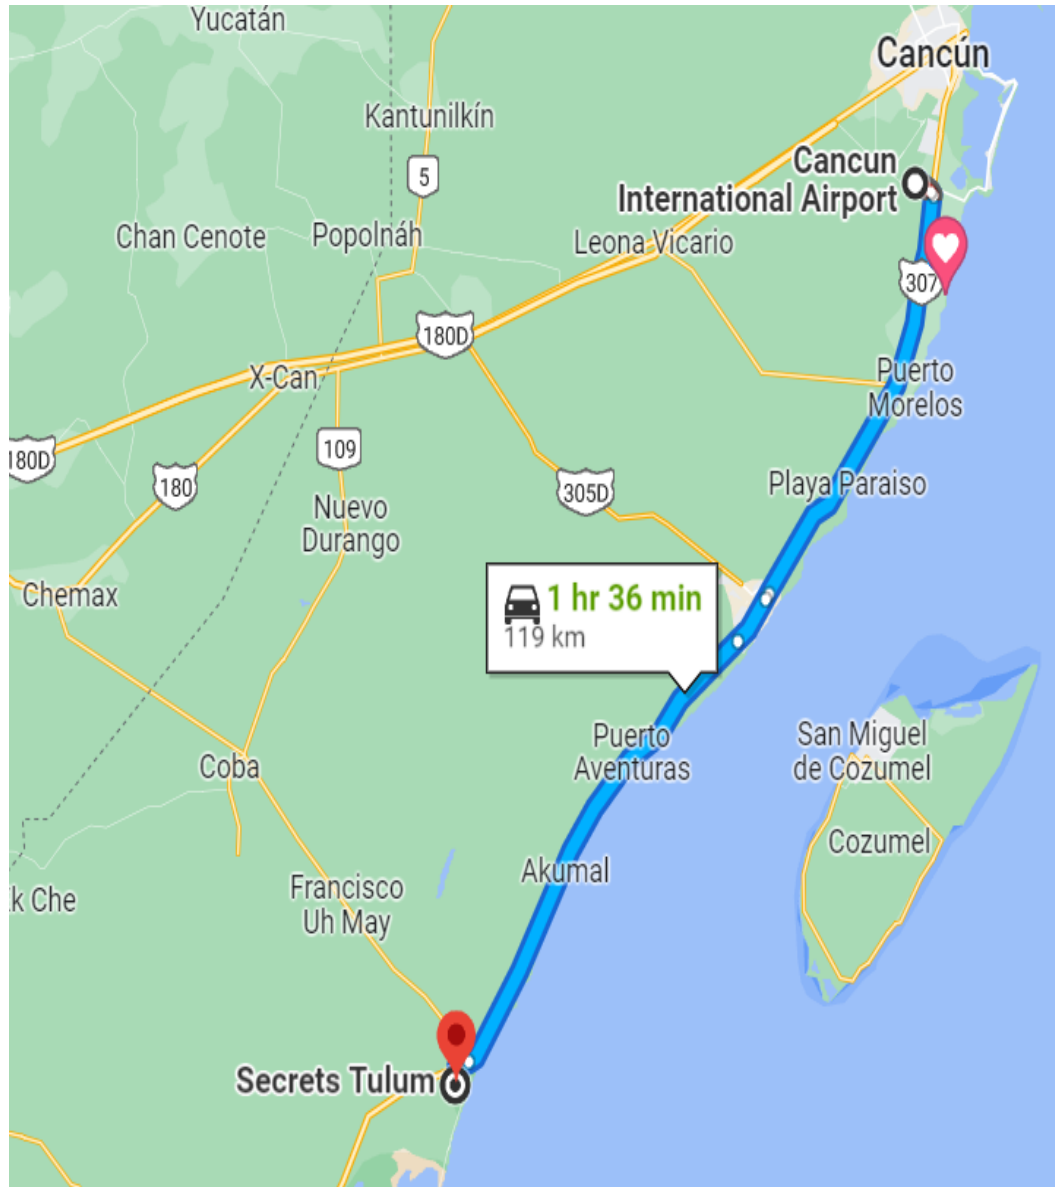 Yucatán
Cancún
Kantunilkín
5
Cancun
International Airport
Chan Cenote
Popolnáh
Leona Vicario
307
180D
X-Can
Puerto
Morelos
109
180D
180
305D
Playa Paraiso
Nuevo
Durango
Chemax
1 hr 36 min
119 km
Puerto
Aventuras
San Miguel
de Cozumel
Coba
Cozumel
Akumal
Francisco
Uh May
k Che
Secrets Tulum